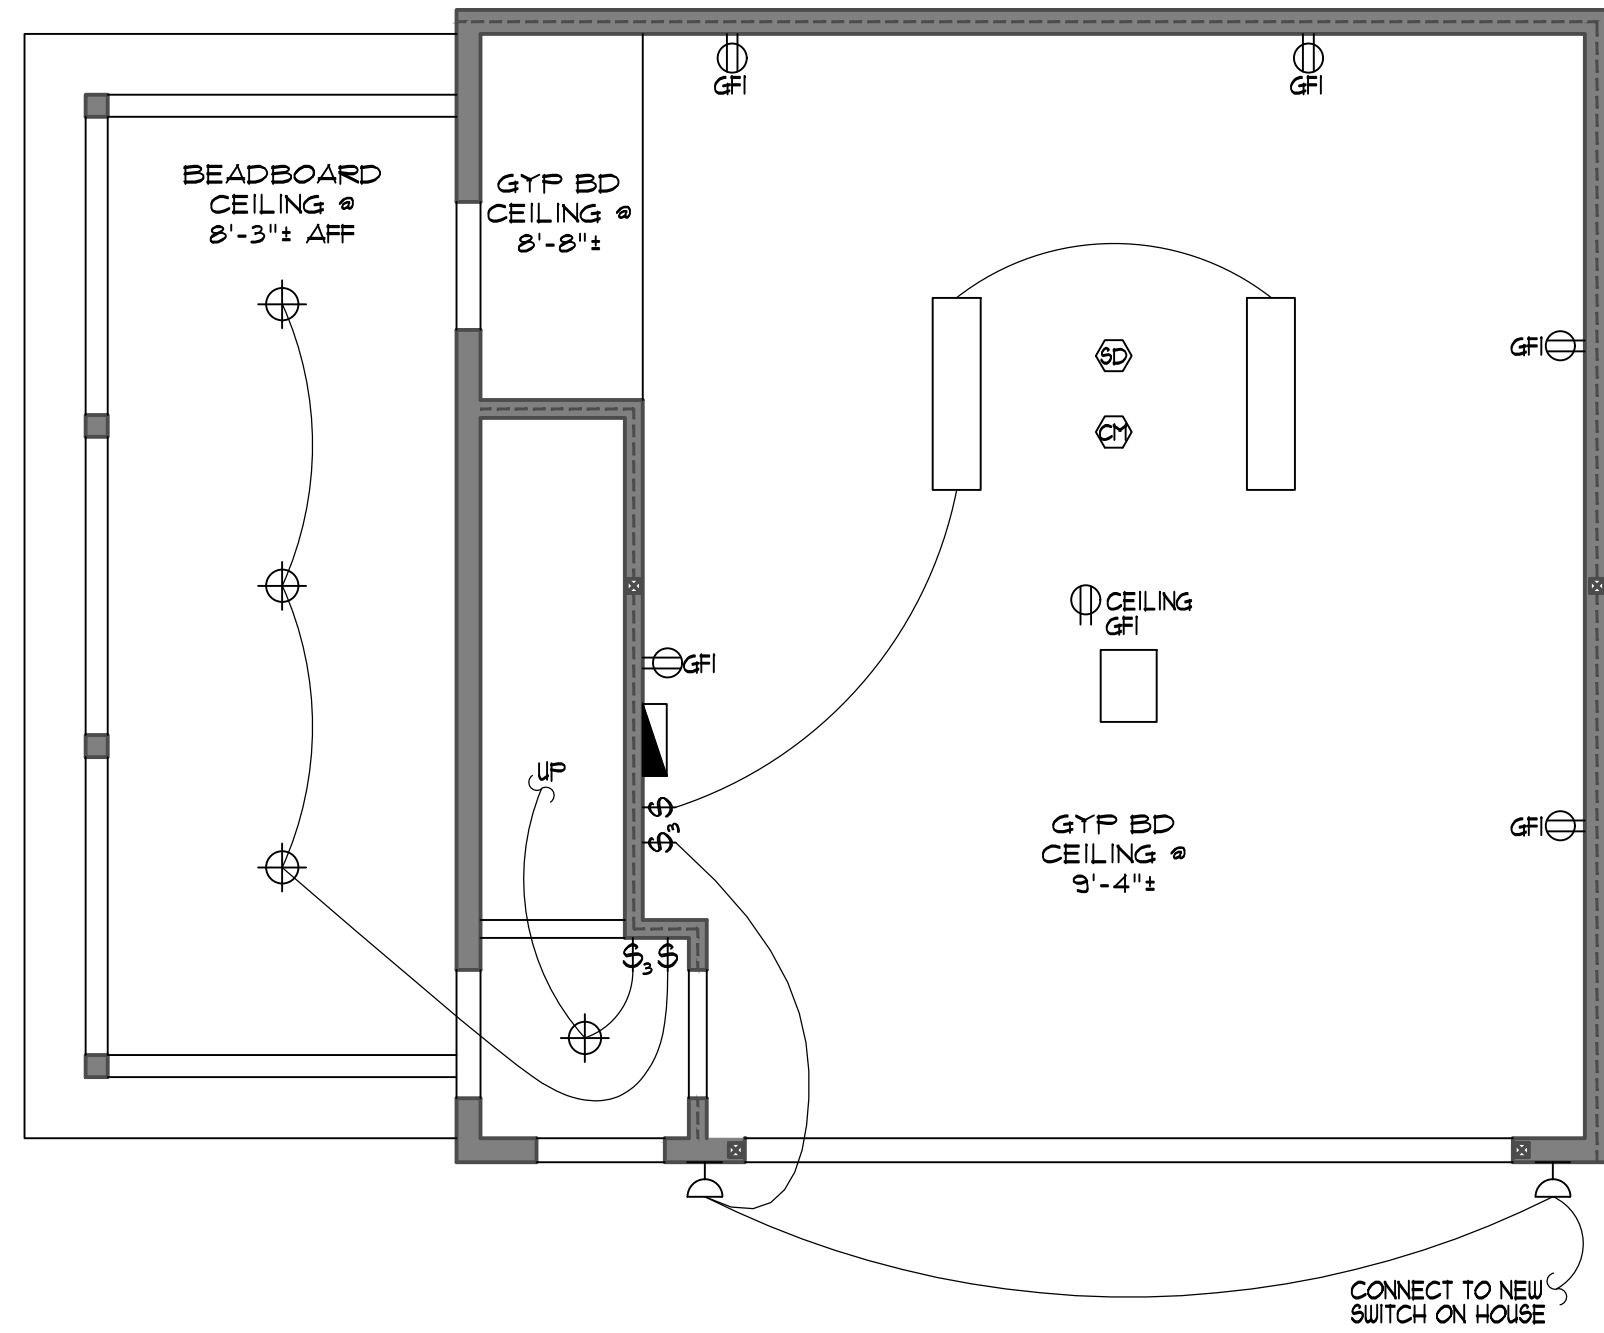 GFI
GFI
BEADBOARD
CEILING @
8'-3"± AFF
GYP BD
CEILING @
8'-8"±
SD
GFI
CM
CEILING
GFI
GFI
UP
$
$3
GYP BD
CEILING @
9'-4"±
GFI
$3 $
CONNECT TO NEW
SWITCH ON HOUSE